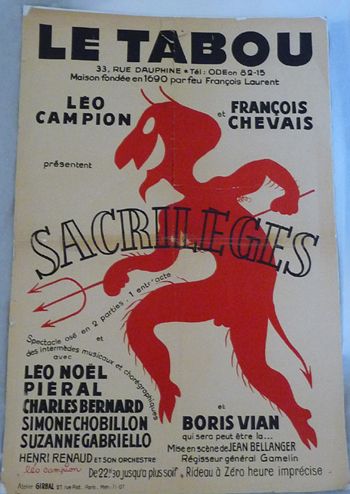 LE TABOU
33, RUE DAUPHINE • Tél: ODEon 82-15
Maison fondée en 1690 par feu François Laurent
LÉO CAMPION
et FRANÇOIS CHEVAIS
présentent
SACRILEGES
Spectacle osé en 2 parties, 1 entr'acte
et
des intermèdes musicaux et chorégraphiques
avec
LEO NOËL
PIÉRAL
CHARLES BERNARD
SIMONE CHOBILLON
SUZANNE GABRIELLO
HENRI RENAUD ET SON ORCHESTRE
et
BORIS VIAN
qui sera peut être là...
Mise en scène de JEAN BELLANGER
Régisseur général Gamelin
léo campion
De 22h30 jusqu'à plus soif. Rideau à Zéro heure imprécise
Atelier GIRBAL